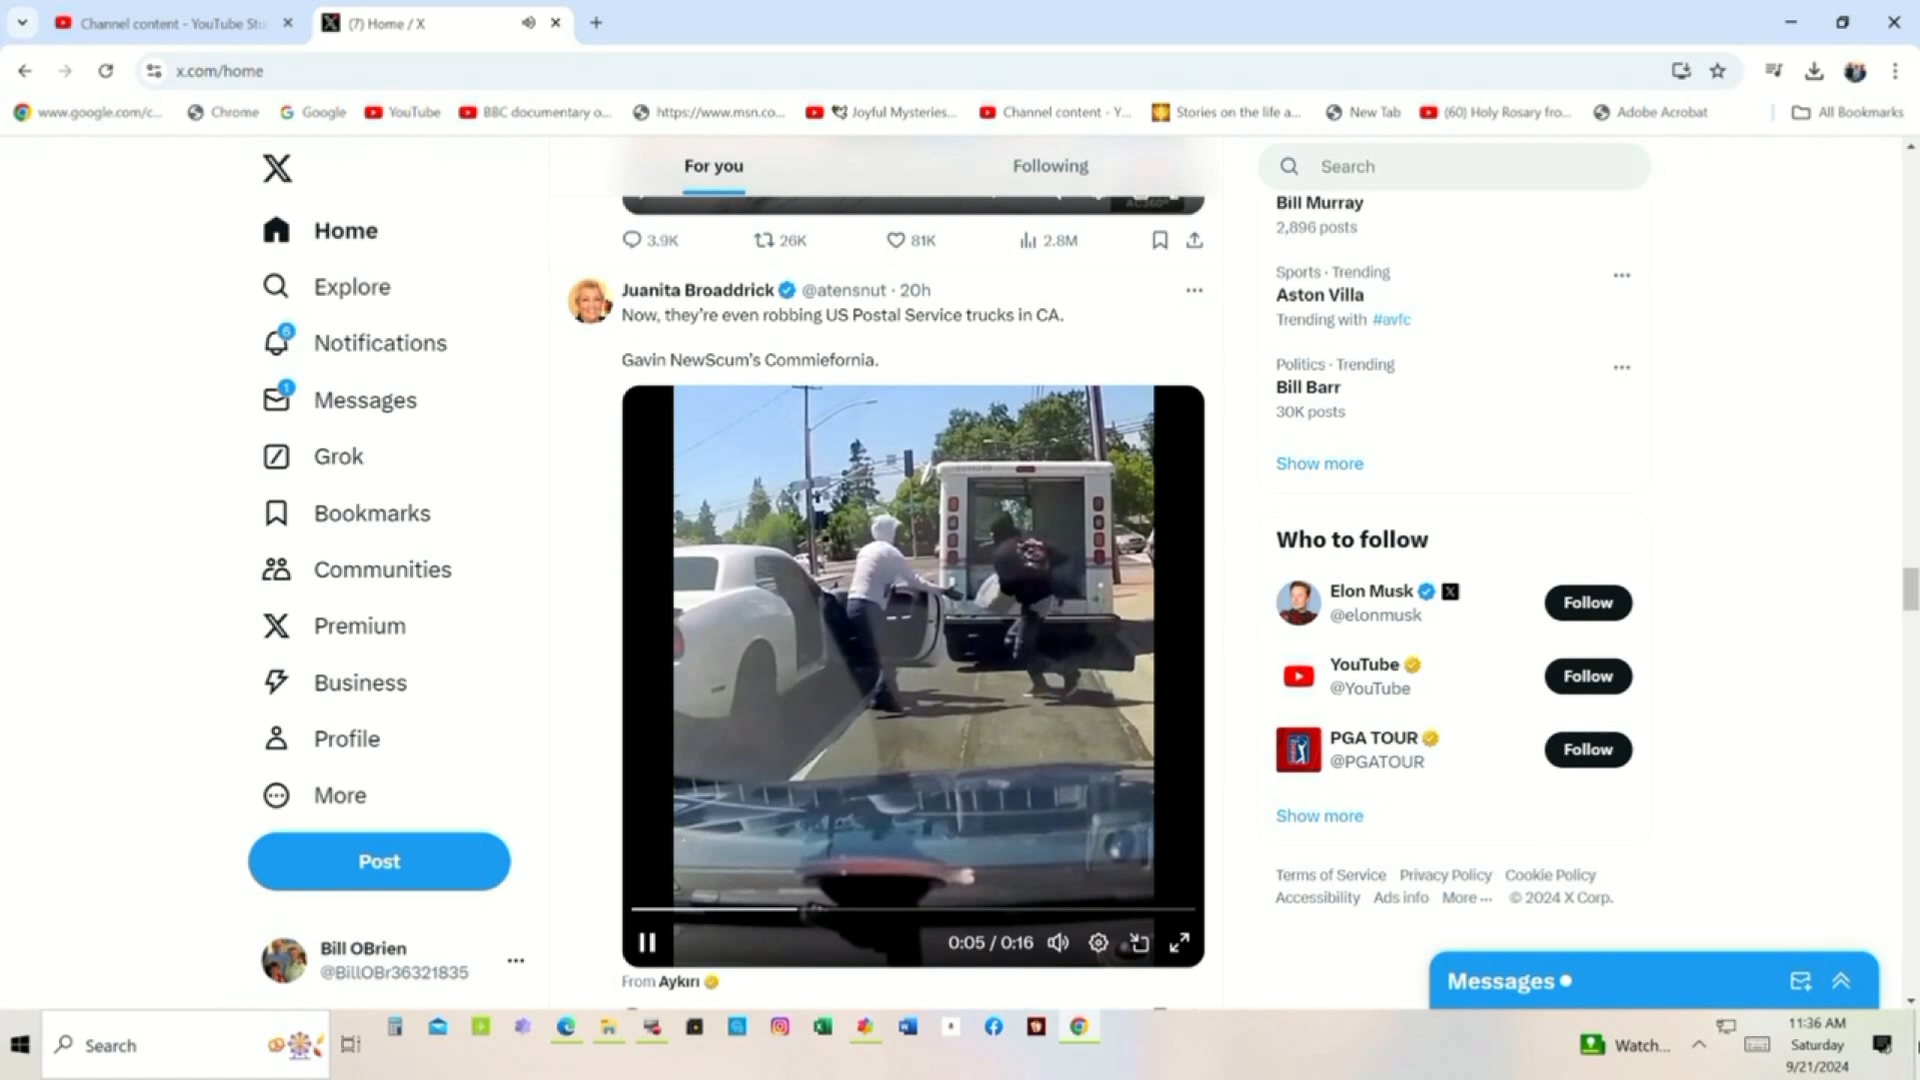 Channel content - YouTube Stu
(7) Home / X
x.com/home
www.google.com/c...
Chrome
Google
YouTube
BBC documentary o...
https://www.msn.co...
Joyful Mysteries...
Channel content - Y...
Stories on the life a...
New Tab
(60) Holy Rosary fro...
Adobe Acrobat
All Bookmarks
Home
Explore
6
Notifications
1
Messages
Grok
Bookmarks
Communities
Premium
Business
Profile
More
Post
Bill OBrien
@BillOBr36321835
For you
Following
AC360°
3.9K
26K
81K
2.8M
Juanita Broaddrick @atensnut · 20h
Now, they're even robbing US Postal Service trucks in CA.
Gavin NewScum's Commiefornia.
0:05 / 0:16
From Aykırı
Search
Bill Murray
2,896 posts
Sports · Trending
Aston Villa
Trending with #avfc
Politics · Trending
Bill Barr
30K posts
Show more
Who to follow
Elon Musk
@elonmusk
Follow
YouTube
@YouTube
Follow
PGA TOUR
@PGATOUR
Follow
Show more
Terms of Service Privacy Policy Cookie Policy
Accessibility Ads info More ··· © 2024 X Corp.
Messages
Search
Watch...
11:36 AM
Saturday
9/21/2024